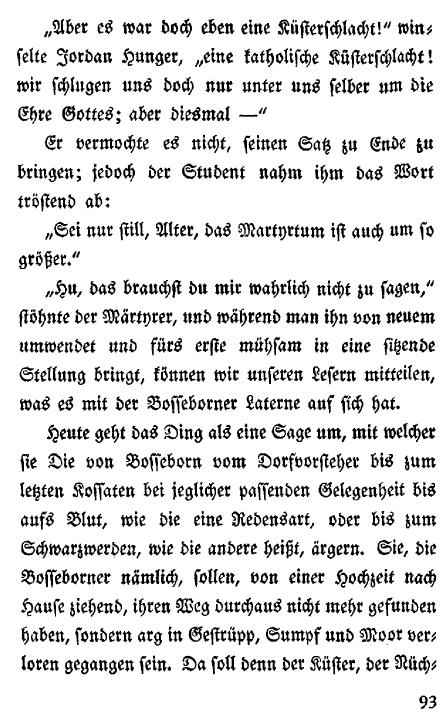 „Aber es war doch eben eine Küsterschlacht!“ win-
selte Jordan Hunger, „eine katholische Küsterschlacht!
wir schlugen uns doch nur unter uns selber um die
Ehre Gottes; aber diesmal —“
Er vermochte es nicht, seinen Satz zu Ende zu
bringen; jedoch der Student nahm ihm das Wort
tröstend ab:
„Sei nur still, Alter, das Martyrtum ist auch um so
größer.“
„Hu, das brauchst du mir wahrlich nicht zu sagen,“
stöhnte der Märtyrer, und während man ihn von neuem
umwendet und fürs erste mühsam in eine sitzende
Stellung bringt, können wir unseren Lesern mitteilen,
was es mit der Bosseborner Laterne auf sich hat.
Heute geht das Ding als eine Sage um, mit welcher
sie Die von Bosseborn vom Dorfvorsteher bis zum
letzten Kossaten bei jeglicher passenden Gelegenheit bis
aufs Blut, wie die eine Redensart, oder bis zum
Schwarzwerden, wie die andere heißt, ärgern. Sie, die
Bosseborner nämlich, sollen, von einer Hochzeit nach
Hause ziehend, ihren Weg durchaus nicht mehr gefunden
haben, sondern arg in Gestrüpp, Sumpf und Moor ver-
loren gegangen sein. Da soll denn der Küster, der Nüch-
93